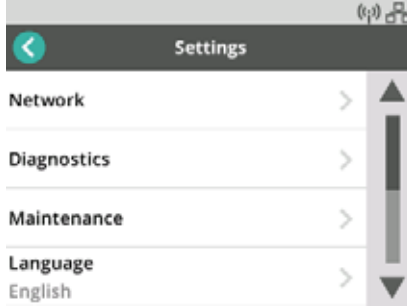 Settings
Network
Diagnostics
Maintenance
Language
English